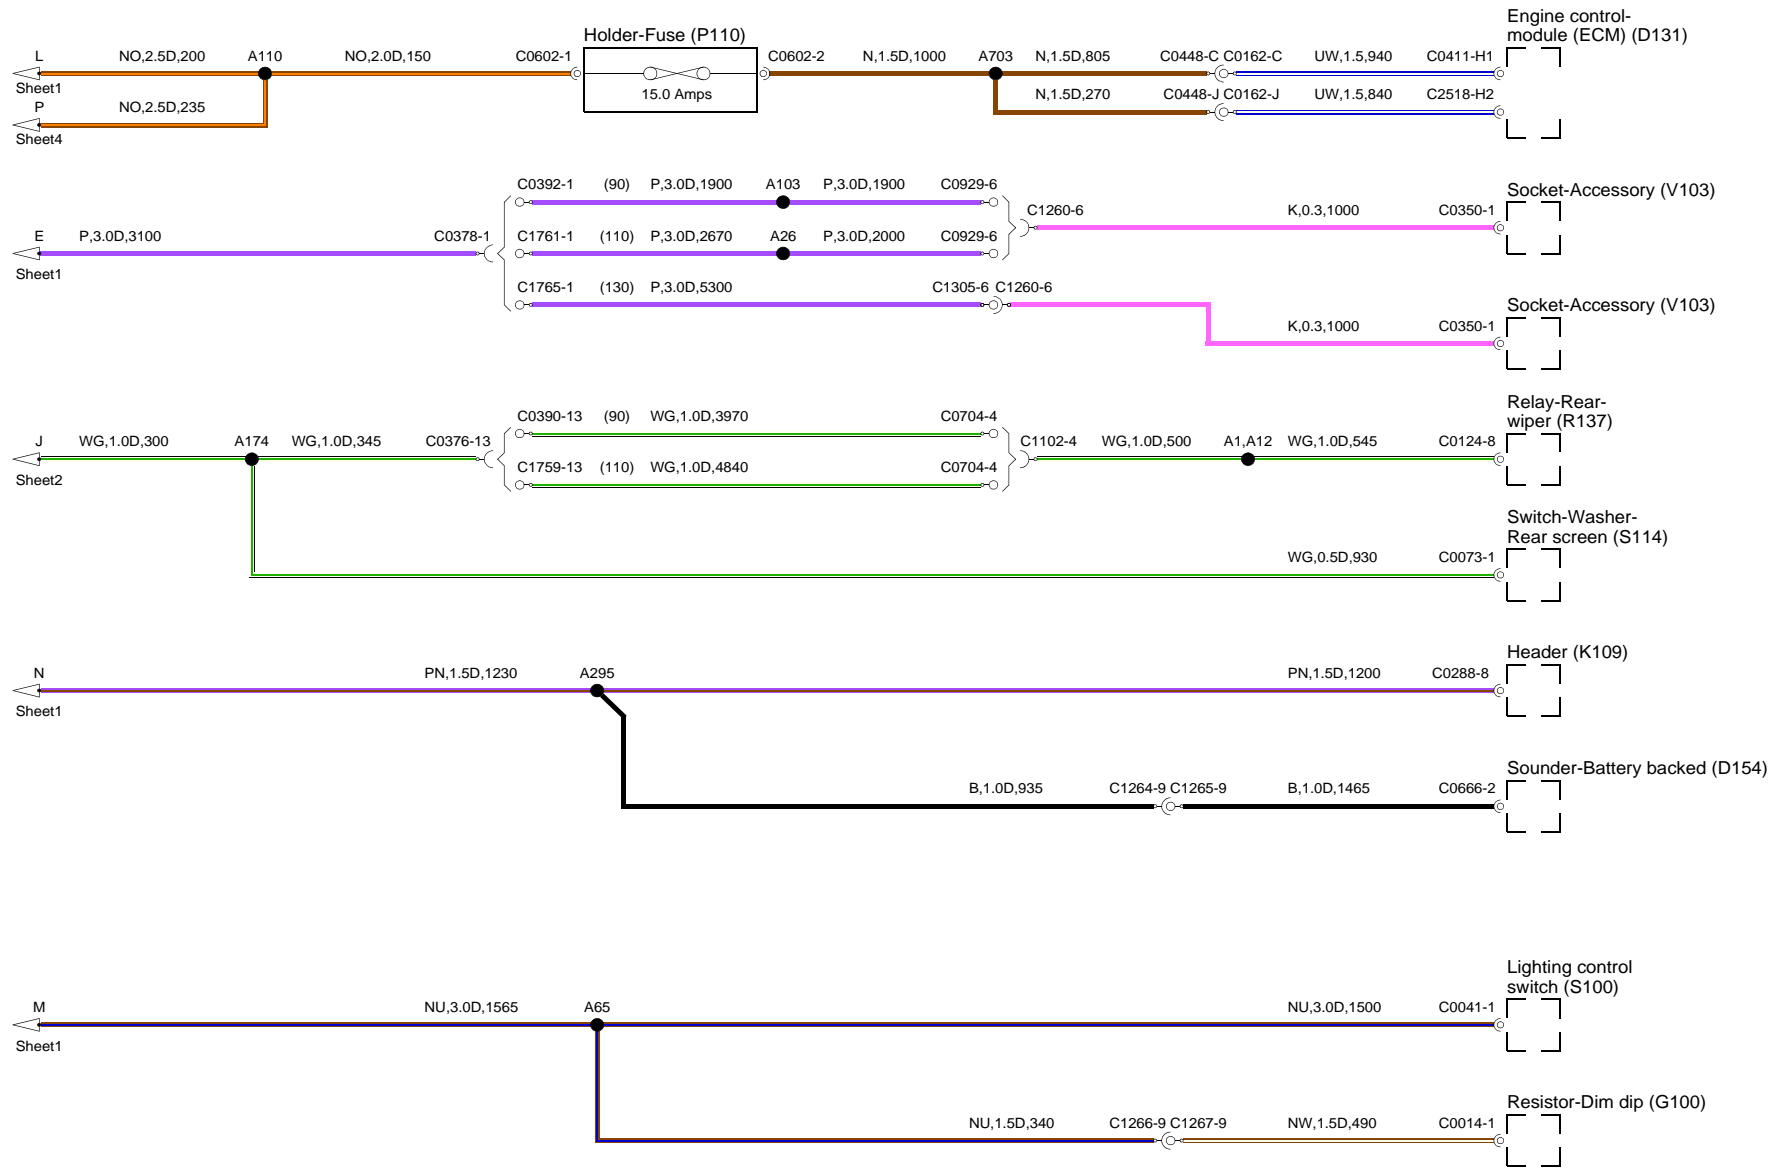 Engine control-
module (ECM) (D131)
Holder-Fuse (P110)
L NO,2.5D,200 A110 NO,2.0D,150 C0602-1 C0602-2 N,1.5D,1000 A703 N,1.5D,805 C0448-C C0162-C UW,1.5,940 C0411-H1
Sheet1
15.0 Amps
N,1.5D,270 C0448-J C0162-J UW,1.5,840 C2518-H2
P NO,2.5D,235
Sheet4
C0392-1 (90) P,3.0D,1900 A103 P,3.0D,1900 C0929-6
Socket-Accessory (V103)
C1260-6 K,0.3,1000 C0350-1
E P,3.0D,3100 C0378-1 C1761-1 (110) P,3.0D,2670 A26 P,3.0D,2000 C0929-6
Sheet1
C1765-1 (130) P,3.0D,5300 C1305-6 C1260-6
Socket-Accessory (V103)
K,0.3,1000 C0350-1
Relay-Rear-
wiper (R137)
C0390-13 (90) WG,1.0D,3970 C0704-4
J WG,1.0D,300 A174 WG,1.0D,345 C0376-13 C1102-4 WG,1.0D,500 A1,A12 WG,1.0D,545 C0124-8
C1759-13 (110) WG,1.0D,4840 C0704-4
Sheet2
Switch-Washer-
Rear screen (S114)
WG,0.5D,930 C0073-1
Header (K109)
N PN,1.5D,1230 A295 PN,1.5D,1200 C0288-8
Sheet1
Sounder-Battery backed (D154)
B,1.0D,935 C1264-9 C1265-9 B,1.0D,1465 C0666-2
Lighting control
switch (S100)
M NU,3.0D,1565 A65 NU,3.0D,1500 C0041-1
Sheet1
Resistor-Dim dip (G100)
NU,1.5D,340 C1266-9 C1267-9 NW,1.5D,490 C0014-1